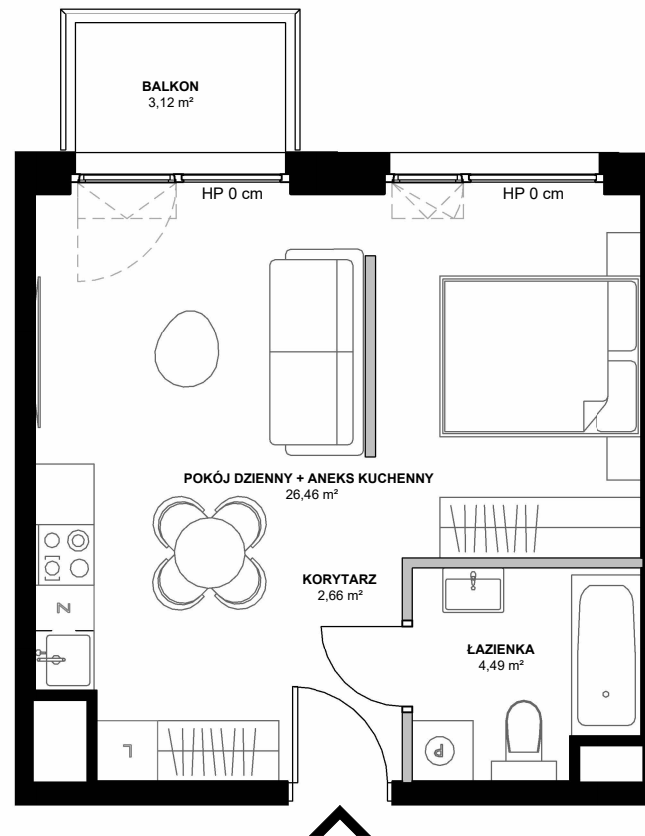 BALKON
3,12 m²
HP 0 cm
HP 0 cm
POKÓJ DZIENNY + ANEKS KUCHENNY
26,46 m²
KORYTARZ
2,66 m²
ŁAZIENKA
4,49 m²
Z
L
P